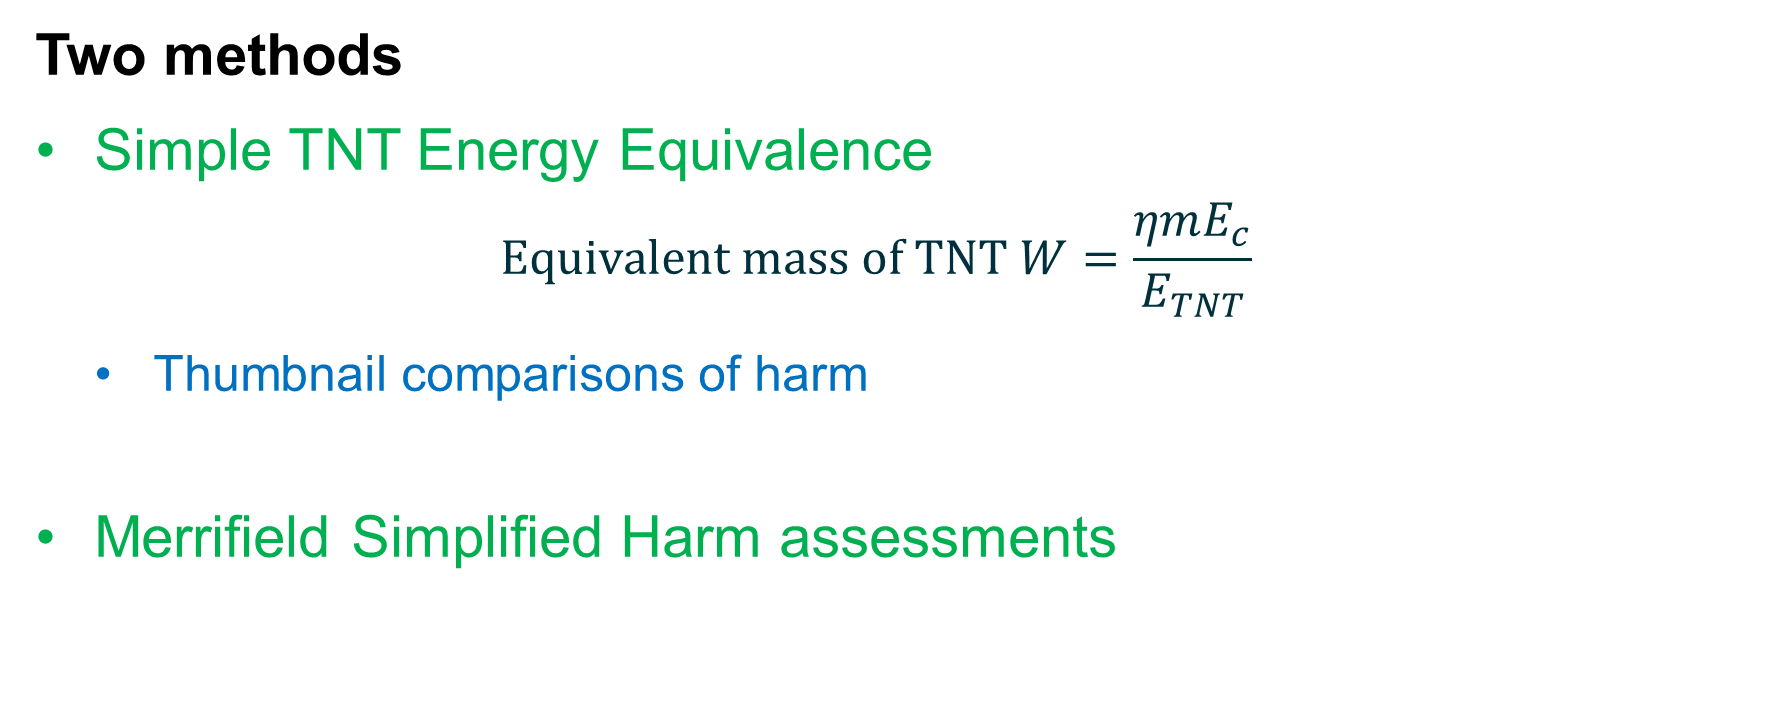 Two methods
• Simple TNT Energy Equivalence
Equivalent mass of TNT W = ηmE_c / E_TNT
• Thumbnail comparisons of harm
• Merrifield Simplified Harm assessments